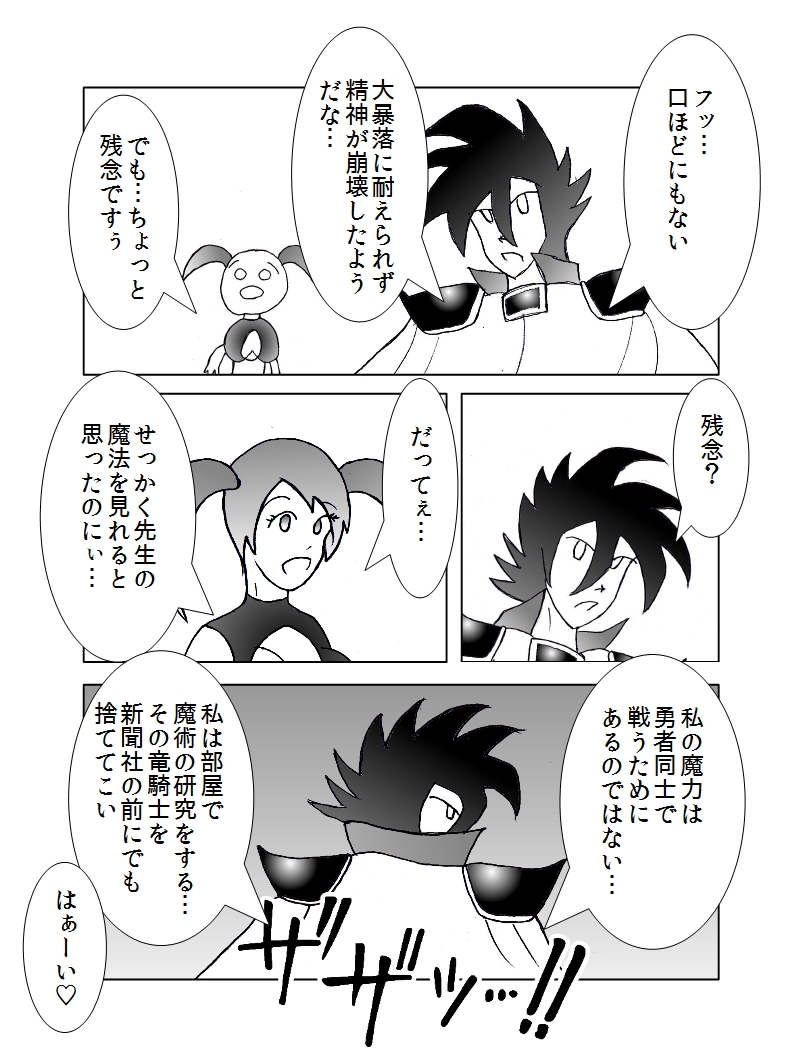 フッ…
口ほどにもない
大暴落に耐えられず
精神が崩壊したよう
だな…
でも…ちょっと
残念ですぅ
残念？
だってぇ…
せっかく先生の
魔法を見れると
思ったのにぃ…
私の魔力は
勇者同士で
戦うために
あるのではない…
私は部屋で
魔術の研究をする…
その竜騎士を
新聞社の前にでも
捨ててこい
ザッザッ…!!
はぁーい♡